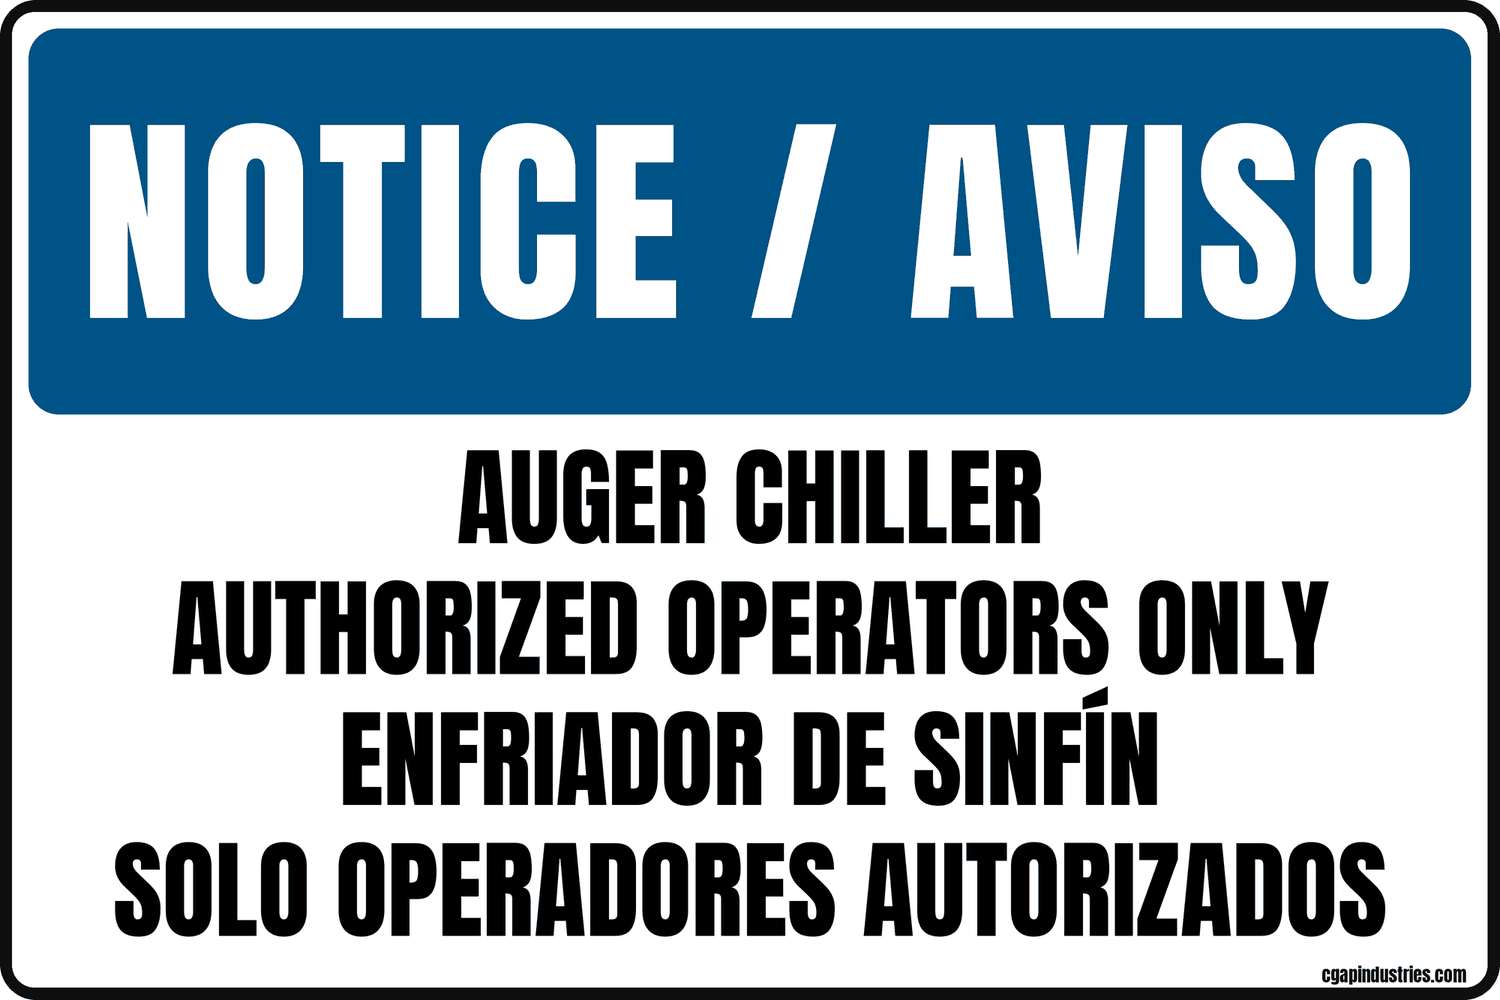 NOTICE / AVISO
AUGER CHILLER
AUTHORIZED OPERATORS ONLY
ENFRIADOR DE SINFÍN
SOLO OPERADORES AUTORIZADOS
cgapindustries.com